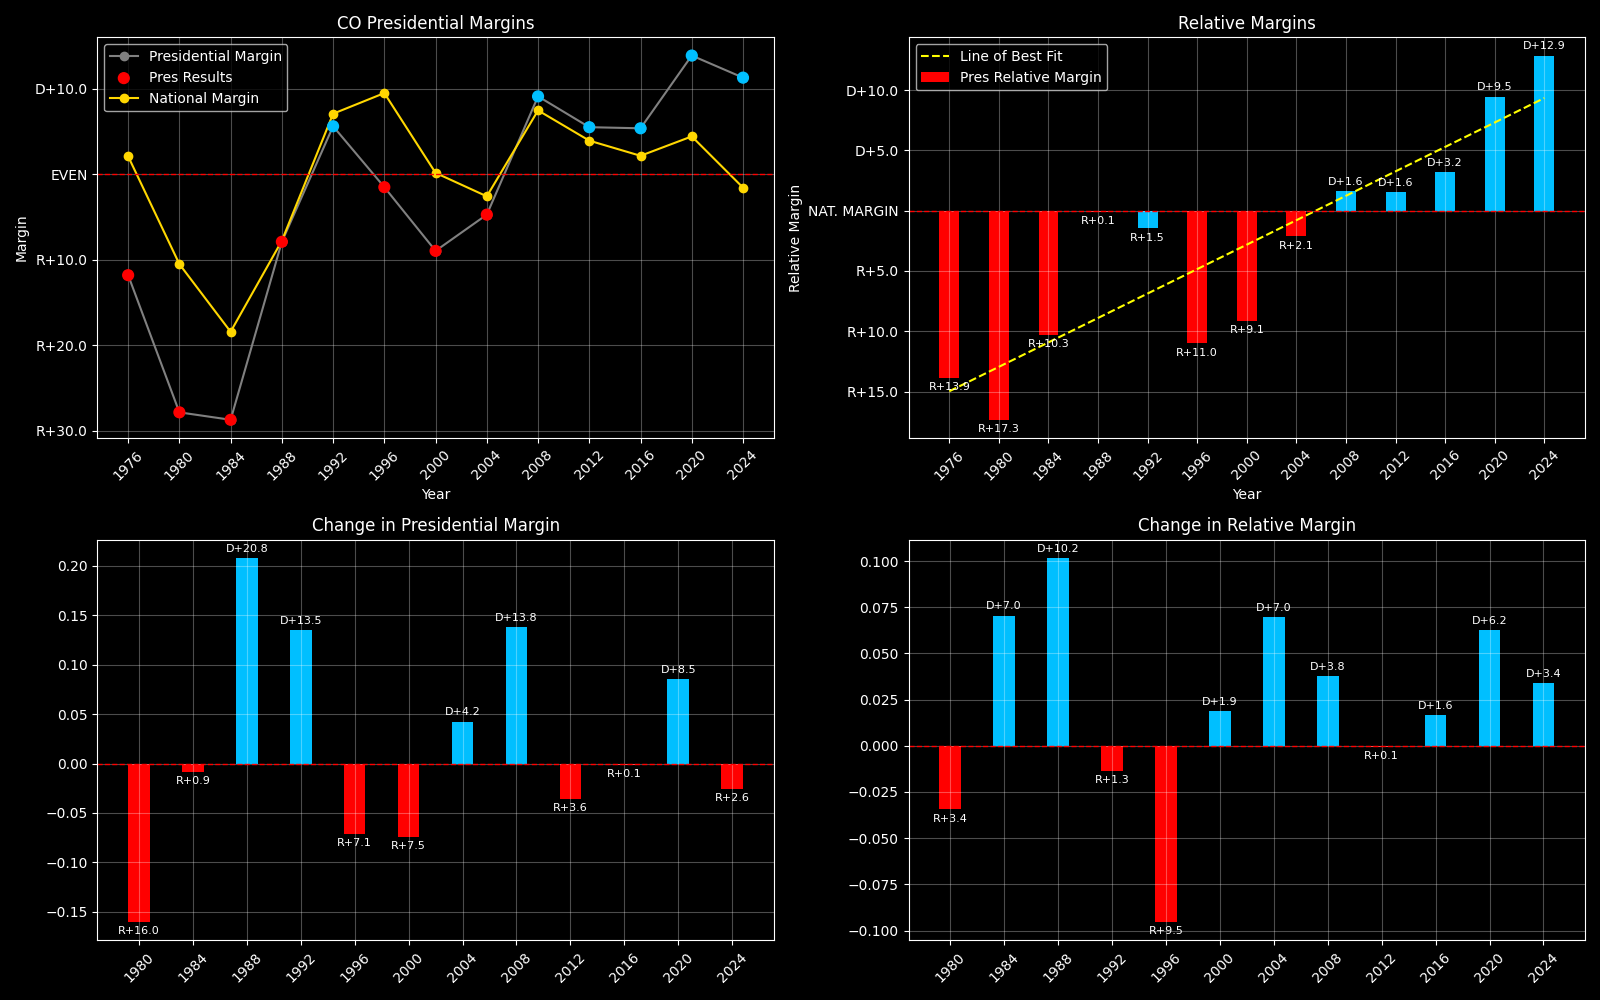 CO Presidential Margins
Presidential Margin
Pres Results
National Margin
D+10.0
EVEN
R+10.0
R+20.0
R+30.0
Margin
1976
1980
1984
1988
1992
1996
2000
2004
2008
2012
2016
2020
2024
Year
Relative Margins
Line of Best Fit
Pres Relative Margin
D+10.0
D+5.0
NAT. MARGIN
R+5.0
R+10.0
R+15.0
Relative Margin
R+13.9
R+17.3
R+10.3
R+0.1
R+1.5
R+11.0
R+9.1
R+2.1
D+1.6
D+1.6
D+3.2
D+9.5
D+12.9
1976
1980
1984
1988
1992
1996
2000
2004
2008
2012
2016
2020
2024
Year
Change in Presidential Margin
0.20
0.15
0.10
0.05
0.00
−0.05
−0.10
−0.15
R+16.0
R+0.9
D+20.8
D+13.5
R+7.1
R+7.5
D+4.2
D+13.8
R+3.6
R+0.1
D+8.5
R+2.6
1980
1984
1988
1992
1996
2000
2004
2008
2012
2016
2020
2024
Change in Relative Margin
0.100
0.075
0.050
0.025
0.000
−0.025
−0.050
−0.075
−0.100
R+3.4
D+7.0
D+10.2
R+1.3
R+9.5
D+1.9
D+7.0
D+3.8
R+0.1
D+1.6
D+6.2
D+3.4
1980
1984
1988
1992
1996
2000
2004
2008
2012
2016
2020
2024